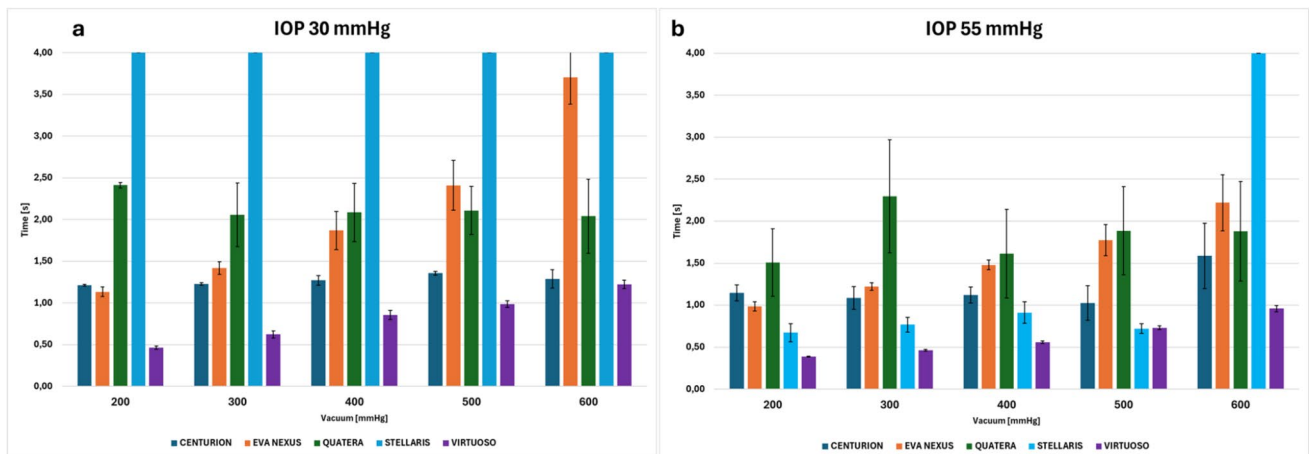 a
IOP 30 mmHg
4,00
3,50
3,00
2,50
2,00
1,50
1,00
0,50
0,00
Time [s]
200 300 400 500 600
Vacuum [mmHg]
CENTURION EVA NEXUS QUATERA STELLARIS VIRTUOSO
b
IOP 55 mmHg
4,00
3,50
3,00
2,50
2,00
1,50
1,00
0,50
0,00
Time [s]
200 300 400 500 600
Vacuum [mmHg]
CENTURION EVA NEXUS QUATERA STELLARIS VIRTUOSO